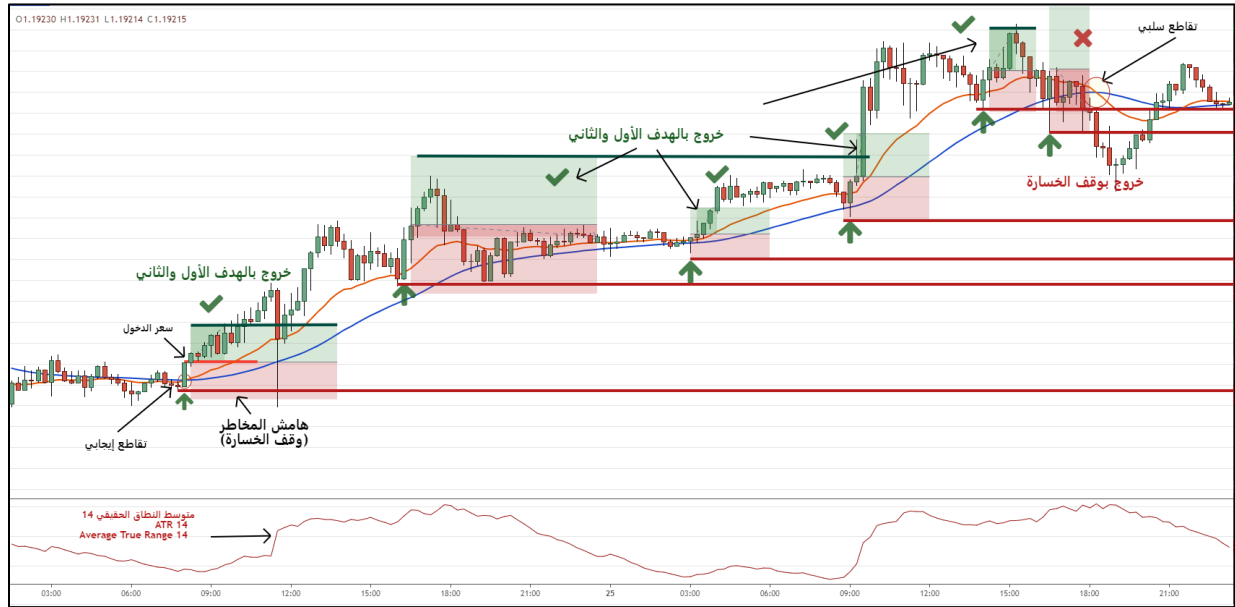 O1.19230 H1.19231 L1.19214 C1.19215
تقاطع سلبي
خروج بالهدف الأول والثاني
خروج بوقف الخسارة
خروج بالهدف الأول والثاني
سعر الدخول
هامش المخاطر
(وقف الخسارة)
تقاطع إيجابي
متوسط النطاق الحقيقي 14
ATR 14
Average True Range 14
03:00 06:00 09:00 12:00 15:00 18:00 21:00 25 03:00 06:00 09:00 12:00 15:00 18:00 21:00